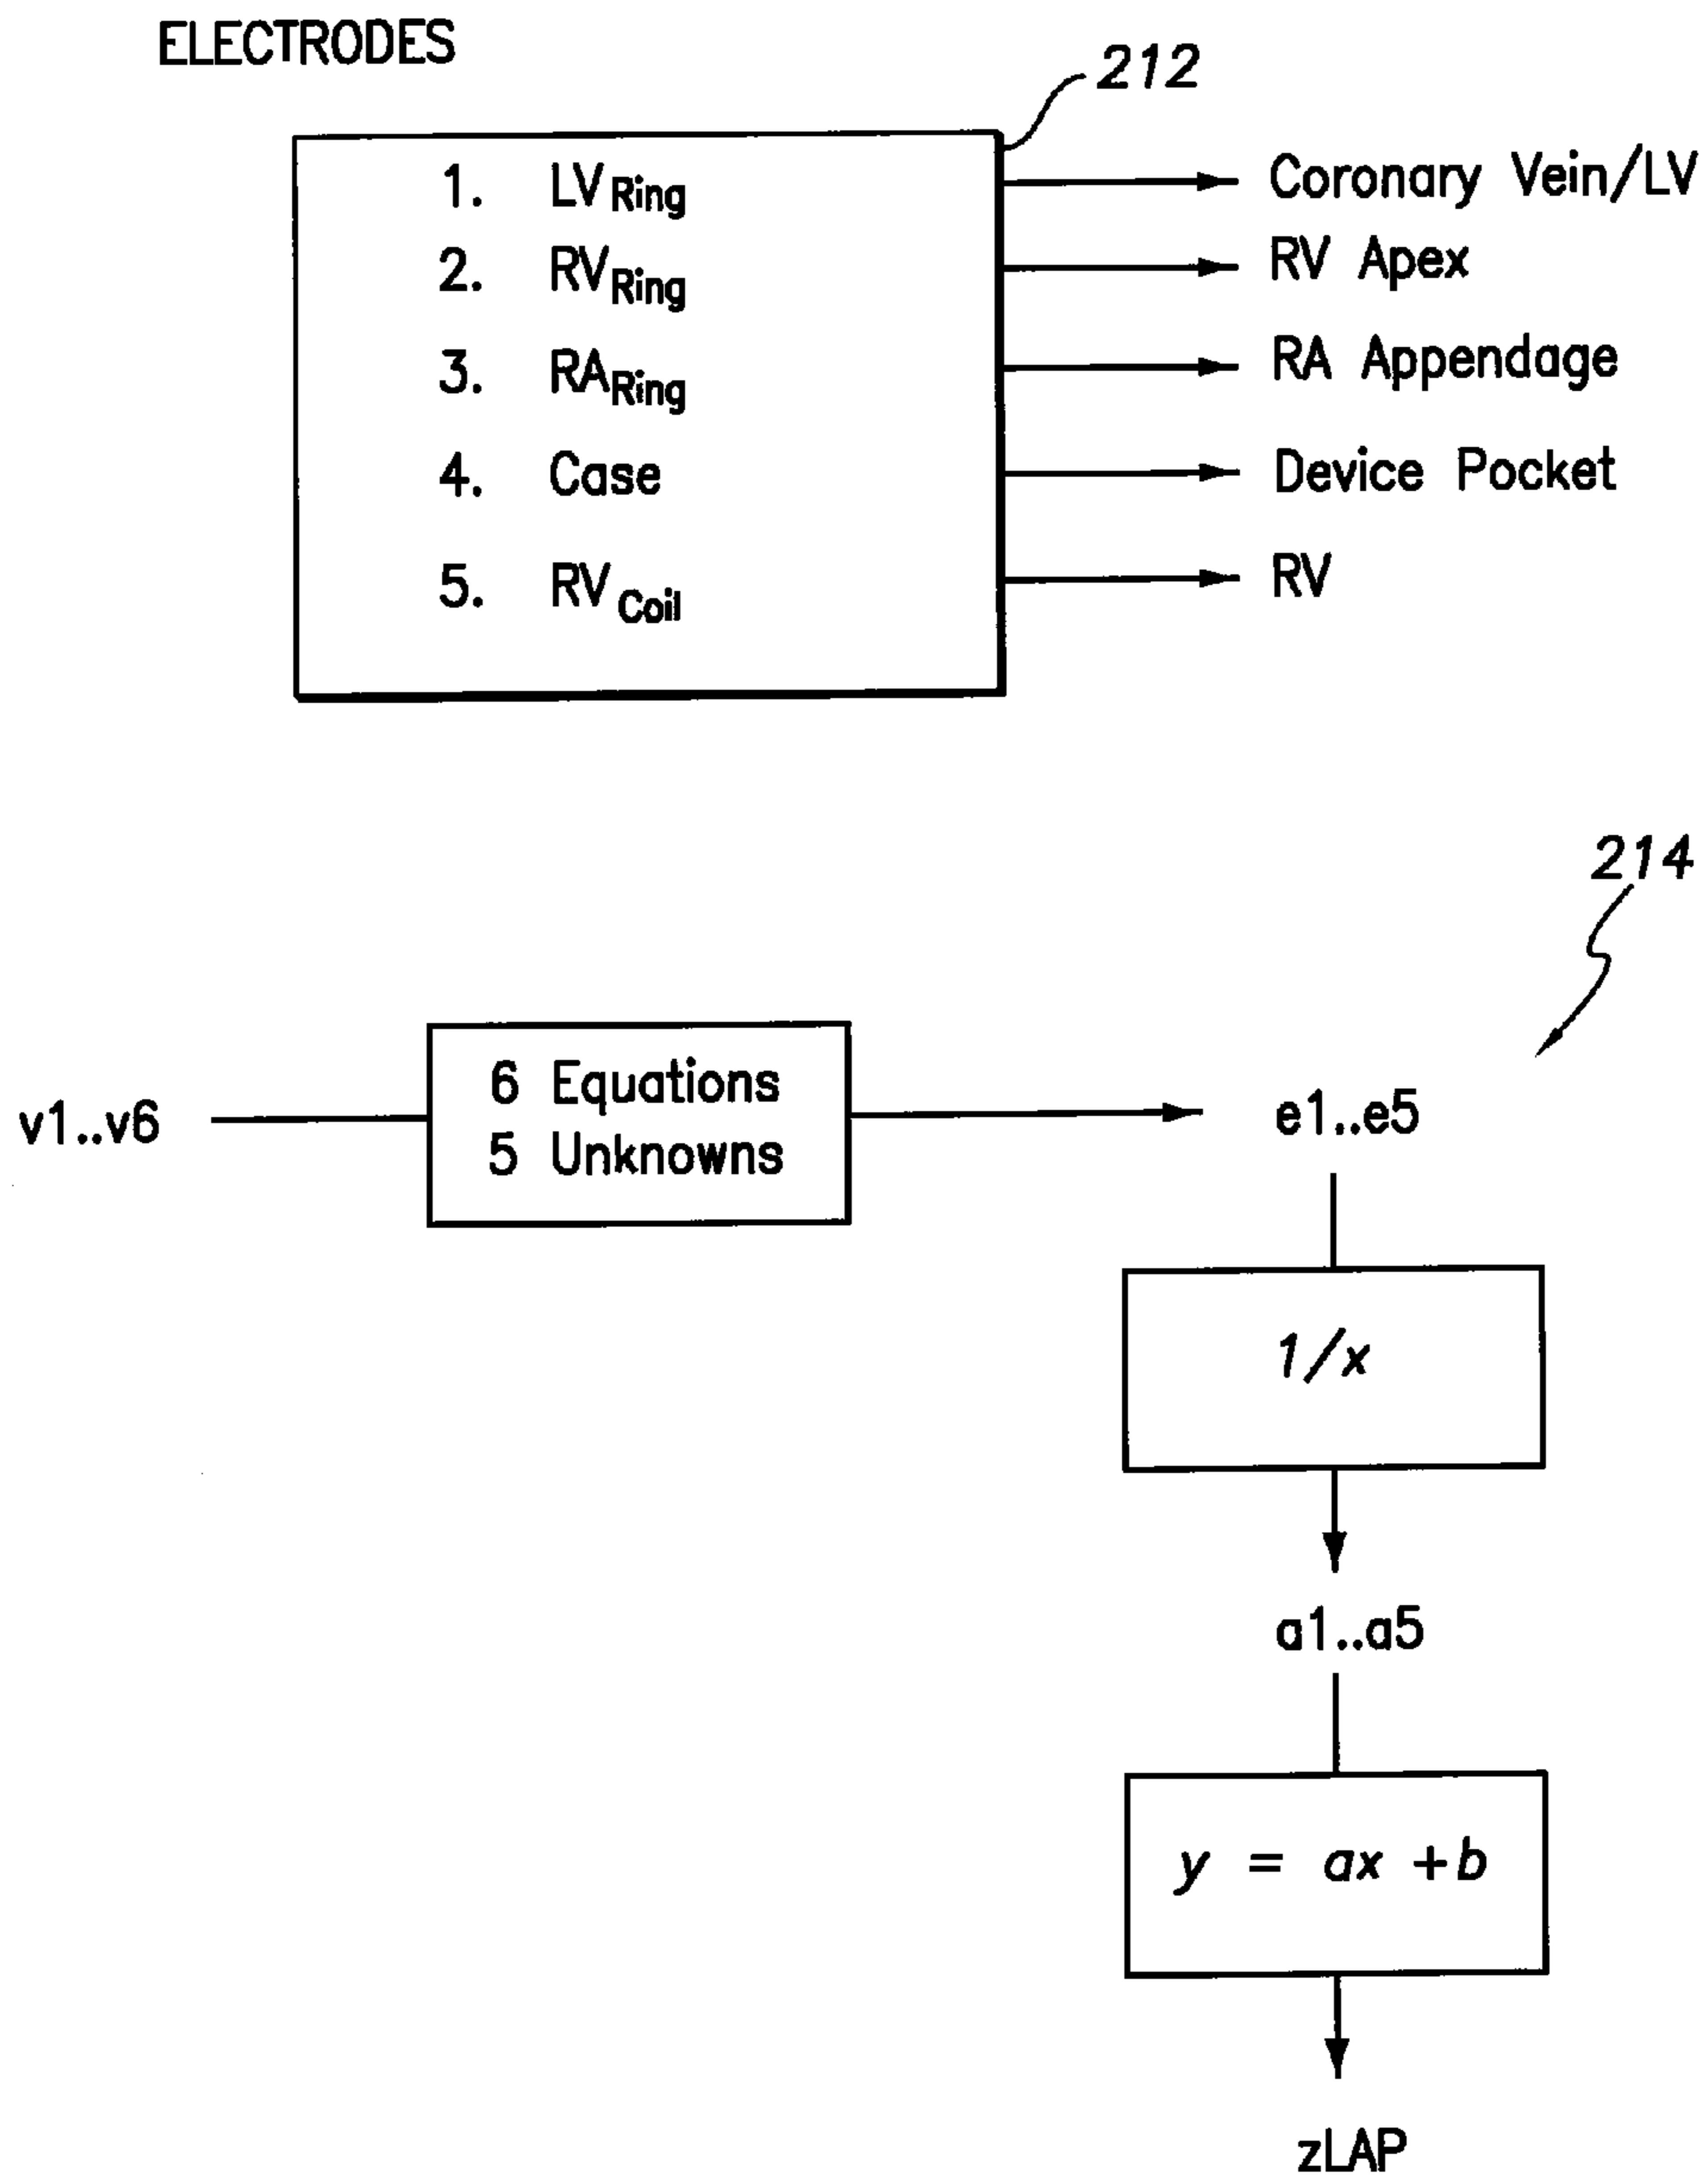 ELECTRODES
212
1. LVRing Coronary Vein/LV
2. RVRing RV Apex
3. RARing RA Appendage
4. Case Device Pocket
5. RVCoil RV
214
v1..v6
6 Equations
5 Unknowns
e1..e5
1/x
a1..a5
y = ax +b
zLAP